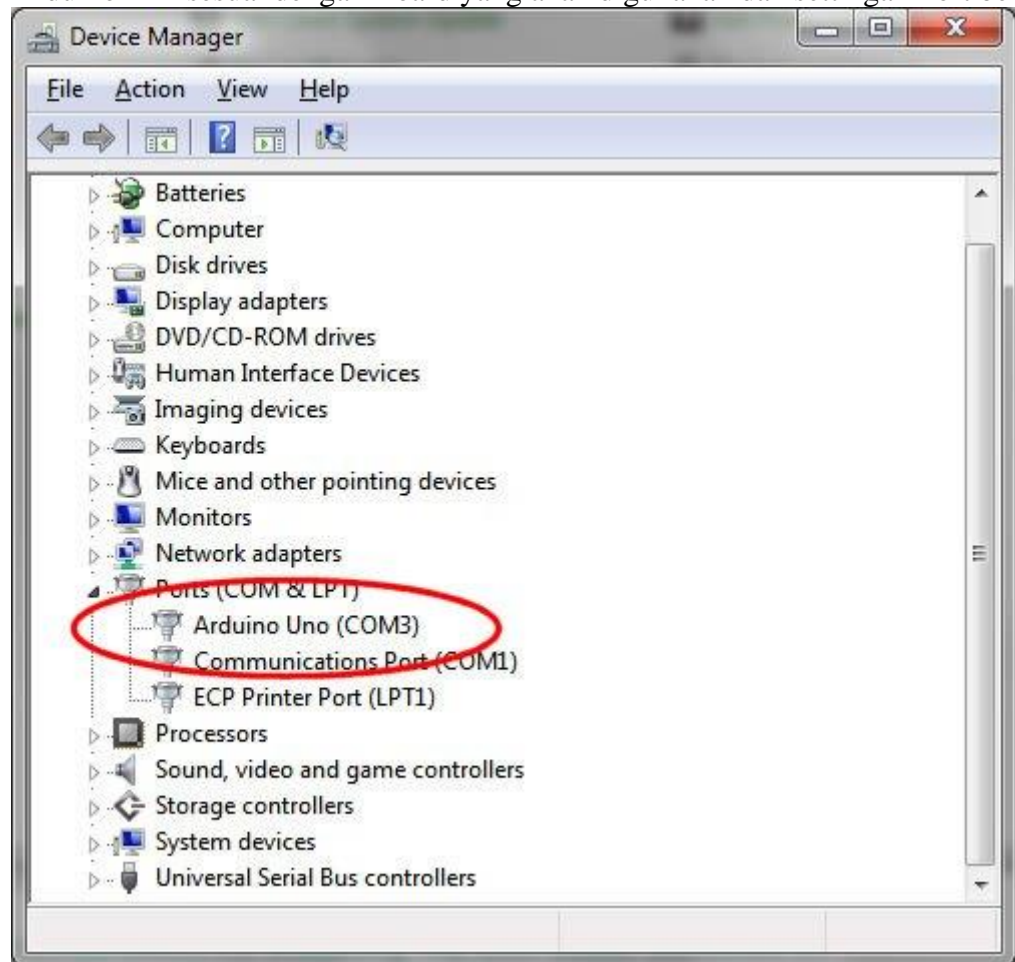 Device Manager
File Action View Help
Batteries
Computer
Disk drives
Display adapters
DVD/CD-ROM drives
Human Interface Devices
Imaging devices
Keyboards
Mice and other pointing devices
Monitors
Network adapters
Ports (COM & LPT)
Arduino Uno (COM3)
Communications Port (COM1)
ECP Printer Port (LPT1)
Processors
Sound, video and game controllers
Storage controllers
System devices
Universal Serial Bus controllers